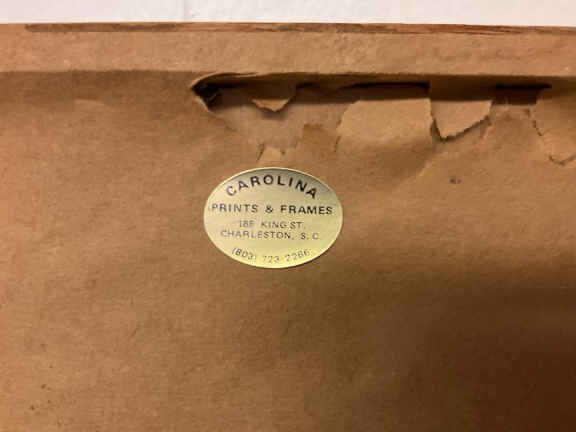 CAROLINA
PRINTS & FRAMES
188 KING ST.
CHARLESTON, S.C.
(803) 723-2266